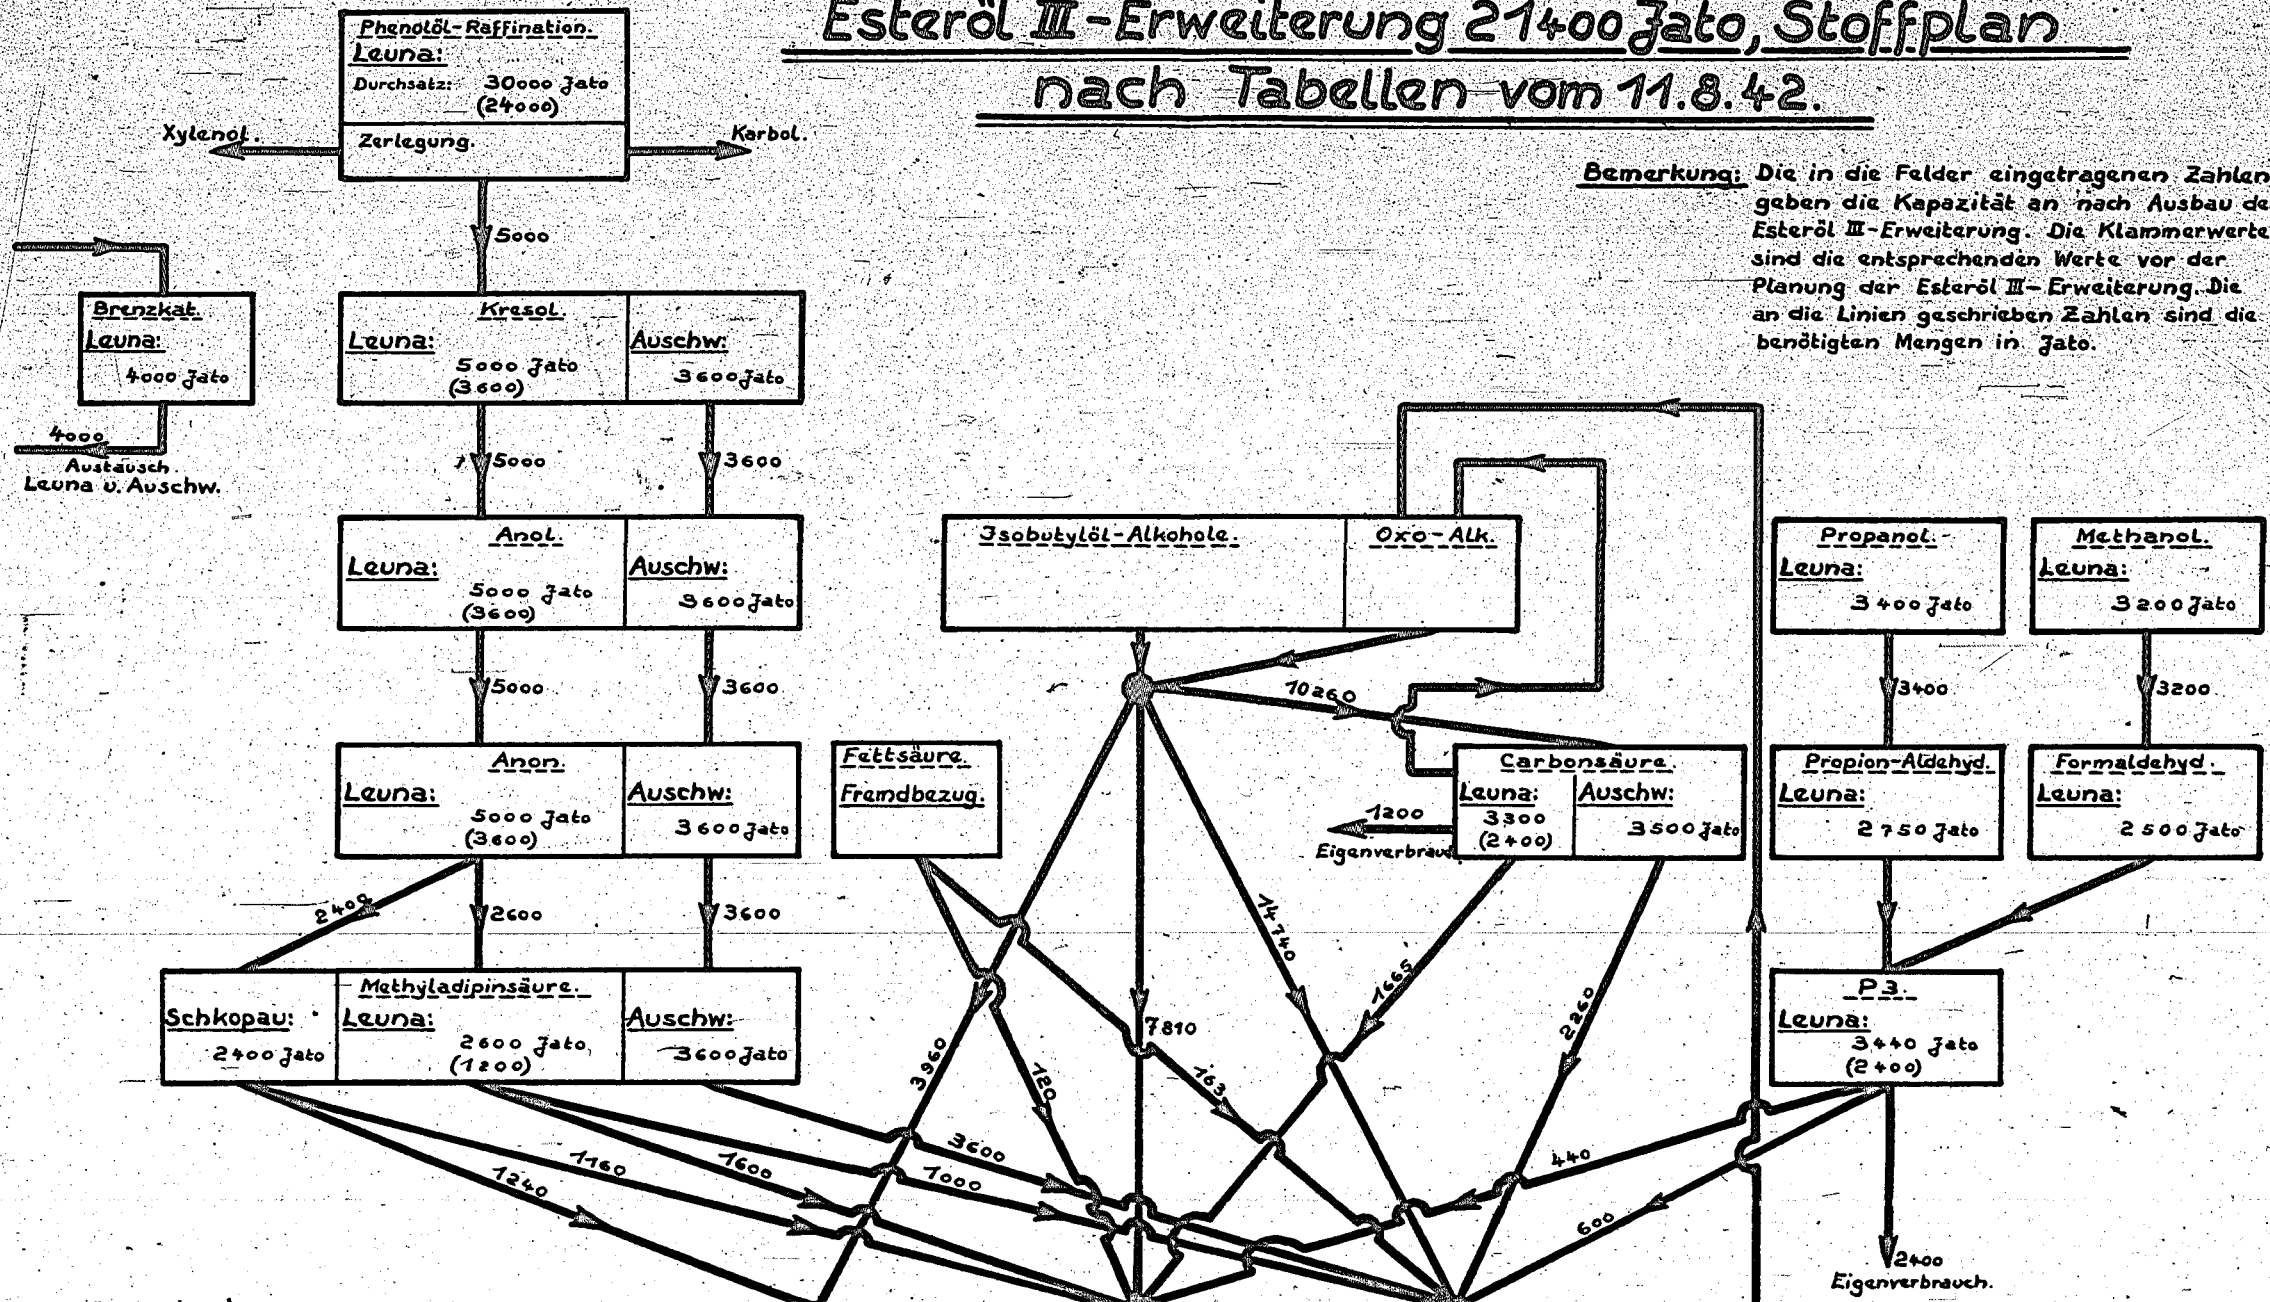 Esteröl III-Erweiterung 21400 Jato, Stoffplan
nach Tabellen vom 11.8.42.
Phenolöl-Raffination.
Leuna:
Durchsatz: 30000 Jato
(24000)
Zerlegung.
Xylenol.
Karbol.
Bemerkung: Die in die Felder eingetragenen Zahlen
geben die Kapazität an nach Ausbau de
Esteröl III-Erweiterung. Die Klammerwerte
sind die entsprechenden Werte vor der
Planung der Esteröl III-Erweiterung. Die
an die Linien geschrieben Zahlen sind die
benötigten Mengen in Jato.
5000
Brenzkat.
Leuna:
4000 Jato
4000
Austausch
Leuna u. Auschw.
Kresol.
Leuna:
5000 Jato
(3600)
Auschw:
3600 Jato
5000
3600
Anol.
Leuna:
5000 Jato
(3600)
Auschw:
3600 Jato
Isobutylöl-Alkohole.
Oxo-Alk.
Propanol.
Leuna:
3400 Jato
Methanol.
Leuna:
3200 Jato
5000
3600
10260
3400
3200
Anon.
Leuna:
5000 Jato
(3600)
Auschw:
3600 Jato
Fettsäure.
Fremdbezug.
Carbonsäure.
Leuna:
3300
(2400)
Auschw:
3500 Jato
1200
Eigenverbrauch
Propion-Aldehyd.
Leuna:
2750 Jato
Formaldehyd.
Leuna:
2500 Jato
2400
2600
3600
14740
1665
2260
Methyladipinsäure.
Schkopau:
2400 Jato
Leuna:
2600 Jato
(1200)
Auschw:
3600 Jato
P3.
Leuna:
3440 Jato
(2400)
3960
120
7810
163
3600
1000
1600
1160
1240
440
600
2400
Eigenverbrauch.